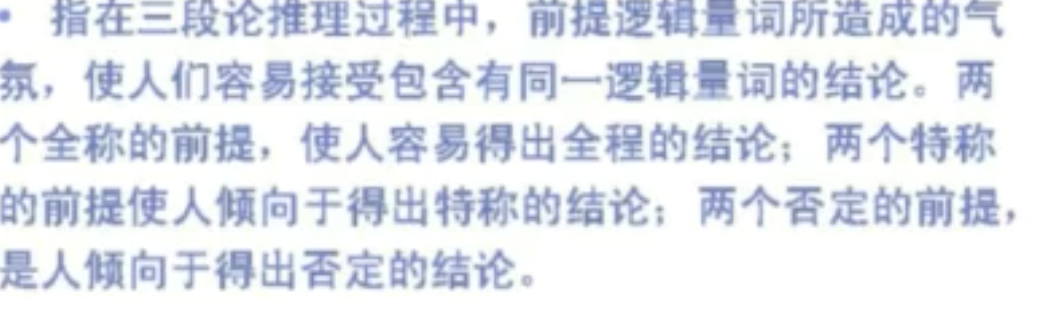 • 指在三段论推理过程中，前提逻辑量词所造成的气
氛，使人们容易接受包含有同一逻辑量词的结论。两
个全称的前提，使人容易得出全程的结论；两个特称
的前提使人倾向于得出特称的结论；两个否定的前提，
是人倾向于得出否定的结论。